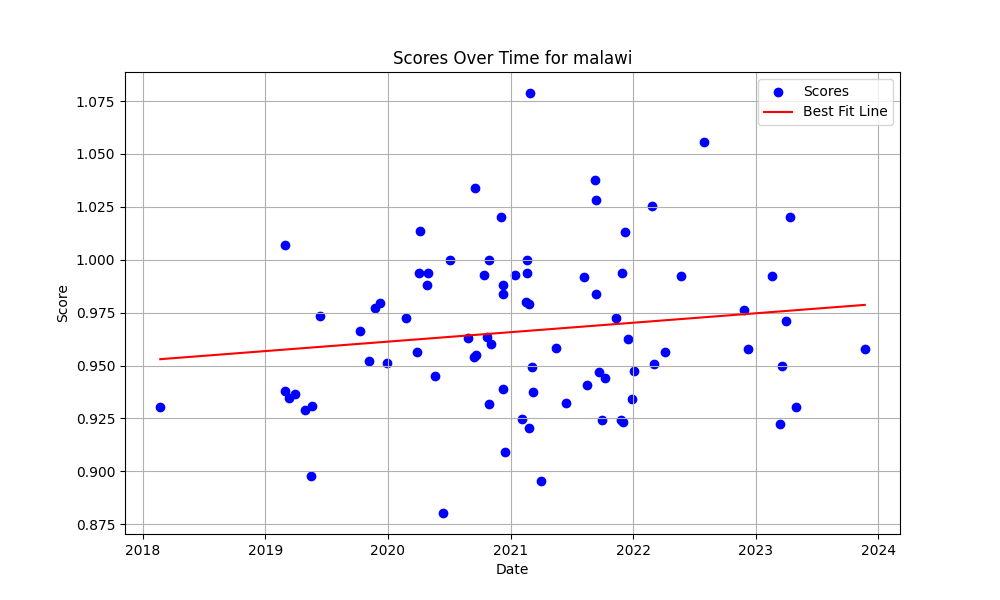 Scores Over Time for malawi
Scores
Best Fit Line
1.075
1.050
1.025
1.000
0.975
0.950
0.925
0.900
0.875
Score
2018 2019 2020 2021 2022 2023 2024
Date